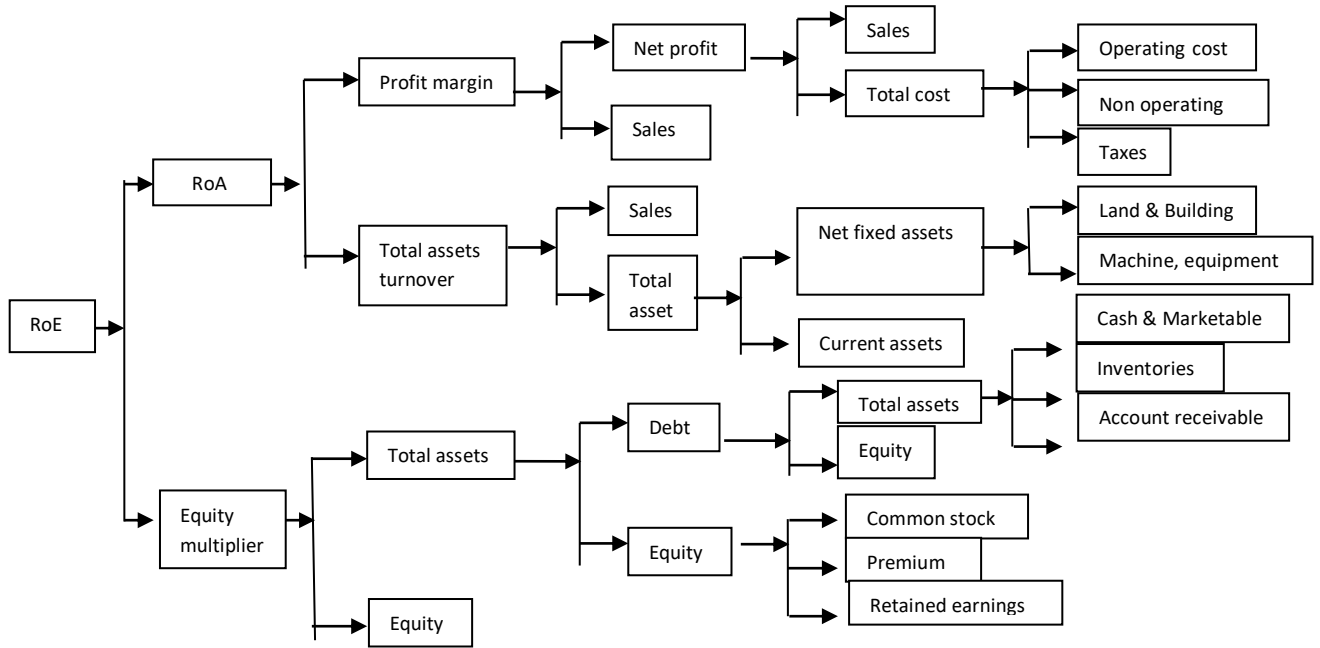 RoE
RoA
Equity
multiplier
Profit margin
Total assets
turnover
Total assets
Equity
Net profit
Sales
Sales
Total
asset
Debt
Equity
Sales
Total cost
Net fixed assets
Current assets
Total assets
Equity
Common stock
Premium
Retained earnings
Operating cost
Non operating
Taxes
Land & Building
Machine, equipment
Cash & Marketable
Inventories
Account receivable